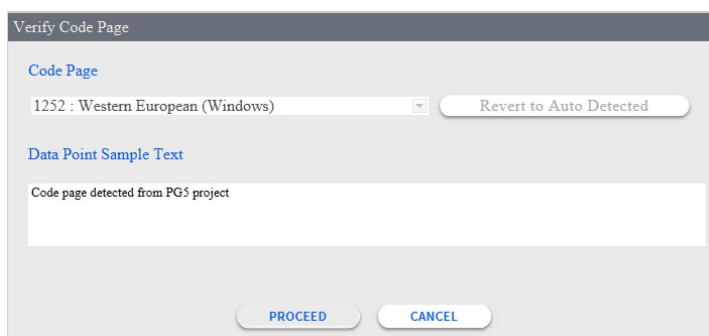 Verify Code Page
Code Page
1252 : Western European (Windows) Revert to Auto Detected
Data Point Sample Text
Code page detected from PG5 project
PROCEED CANCEL